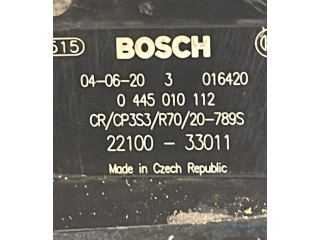 515 BOSCH
04-06-20 3 016420
0 445 010 112
CR/CP3S3/R70/20-789S
22100 - 33011
Made in Czech Republic